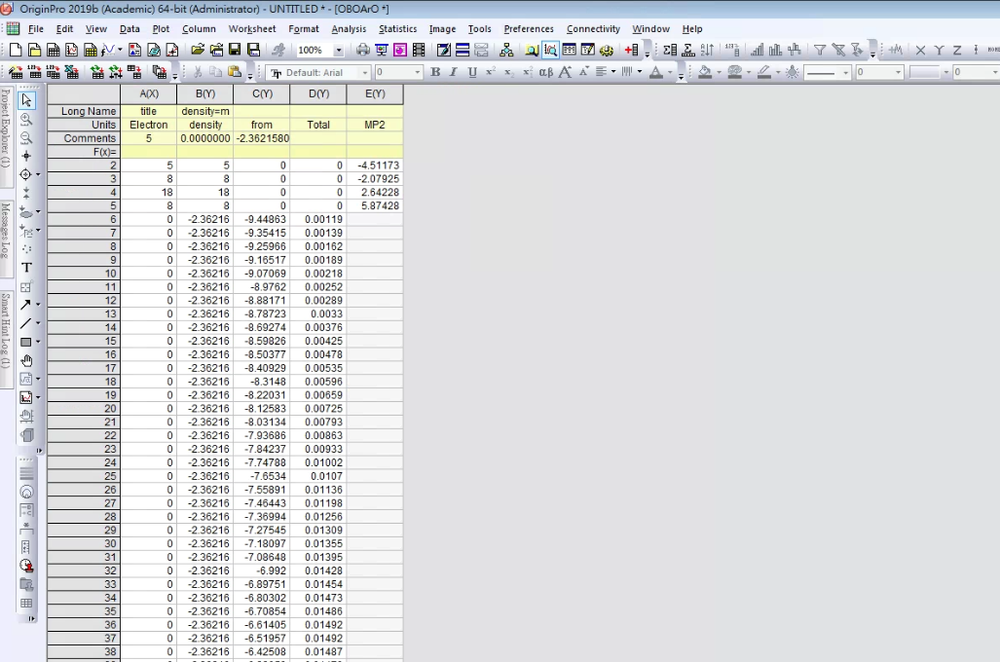 OriginPro 2019b (Academic) 64-bit (Administrator) - UNTITLED * - [OBOArO *]
File Edit View Data Plot Column Worksheet Format Analysis Statistics Image Tools Preferences Connectivity Window Help
100%
Default: Arial 0 B I U 0 0
Project Explorer (1)
Messages Log
Smart Hint Log (1)
A(X) B(Y) C(Y) D(Y) E(Y)
Long Name title density=m
Units Electron density from Total MP2
Comments 5 0.0000000 -2.3621580
F(x)=
2 5 5 0 0 -4.51173
3 8 8 0 0 -2.07925
4 18 18 0 0 2.64228
5 8 8 0 0 5.87428
6 0 -2.36216 -9.44863 0.00119
7 0 -2.36216 -9.35415 0.00139
8 0 -2.36216 -9.25966 0.00162
9 0 -2.36216 -9.16517 0.00189
10 0 -2.36216 -9.07069 0.00218
11 0 -2.36216 -8.9762 0.00252
12 0 -2.36216 -8.88171 0.00289
13 0 -2.36216 -8.78723 0.0033
14 0 -2.36216 -8.69274 0.00376
15 0 -2.36216 -8.59826 0.00425
16 0 -2.36216 -8.50377 0.00478
17 0 -2.36216 -8.40929 0.00535
18 0 -2.36216 -8.3148 0.00596
19 0 -2.36216 -8.22031 0.00659
20 0 -2.36216 -8.12583 0.00725
21 0 -2.36216 -8.03134 0.00793
22 0 -2.36216 -7.93686 0.00863
23 0 -2.36216 -7.84237 0.00933
24 0 -2.36216 -7.74788 0.01002
25 0 -2.36216 -7.6534 0.0107
26 0 -2.36216 -7.55891 0.01136
27 0 -2.36216 -7.46443 0.01198
28 0 -2.36216 -7.36994 0.01256
29 0 -2.36216 -7.27545 0.01309
30 0 -2.36216 -7.18097 0.01355
31 0 -2.36216 -7.08648 0.01395
32 0 -2.36216 -6.992 0.01428
33 0 -2.36216 -6.89751 0.01454
34 0 -2.36216 -6.80302 0.01473
35 0 -2.36216 -6.70854 0.01486
36 0 -2.36216 -6.61405 0.01492
37 0 -2.36216 -6.51957 0.01492
38 0 -2.36216 -6.42508 0.01487